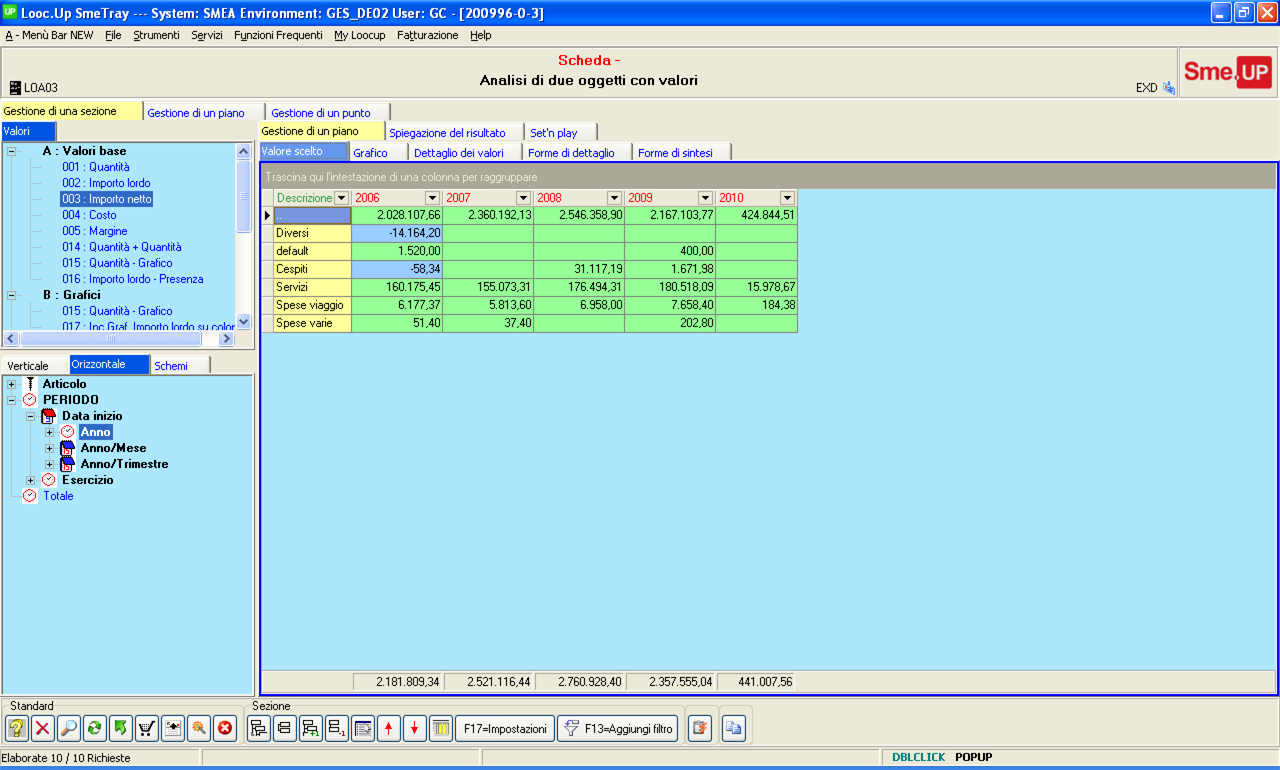 UP Looc.Up SmeTray --- System: SMEA Environment: GES_DE02 User: GC - [200996-0-3]
A - Menù Bar NEW File Strumenti Servizi Funzioni Frequenti My Loocup Fatturazione Help
Scheda -
Analisi di due oggetti con valori
LOA03
EXD
Sme.UP
Gestione di una sezione Gestione di un piano Gestione di un punto
Valori
A : Valori base
001 : Quantità
002 : Importo lordo
003 : Importo netto
004 : Costo
005 : Margine
014 : Quantità + Quantità
015 : Quantità - Grafico
016 : Importo lordo - Presenza
B : Grafici
015 : Quantità - Grafico
017 : Inc.Graf. Importo lordo su color
Verticale Orizzontale Schemi
Articolo
PERIODO
Data inizio
Anno
Anno/Mese
Anno/Trimestre
Esercizio
Totale
Gestione di un piano Spiegazione del risultato Set'n play
Valore scelto Grafico Dettaglio dei valori Forme di dettaglio Forme di sintesi
Trascina qui l'intestazione di una colonna per raggruppare
Descrizione 2006 2007 2008 2009 2010
.. 2.028.107,66 2.360.192,13 2.546.358,90 2.167.103,77 424.844,51
Diversi -14.164,20
default 1.520,00 400,00
Cespiti -58,34 31.117,19 1.671,98
Servizi 160.175,45 155.073,31 176.494,31 180.518,09 15.978,67
Spese viaggio 6.177,37 5.813,60 6.958,00 7.658,40 184,38
Spese varie 51,40 37,40 202,80
2.181.809,34 2.521.116,44 2.760.928,40 2.357.555,04 441.007,56
Standard Sezione
F17=Impostazioni F13=Aggiungi filtro
Elaborate 10 / 10 Richieste DBLCLICK POPUP